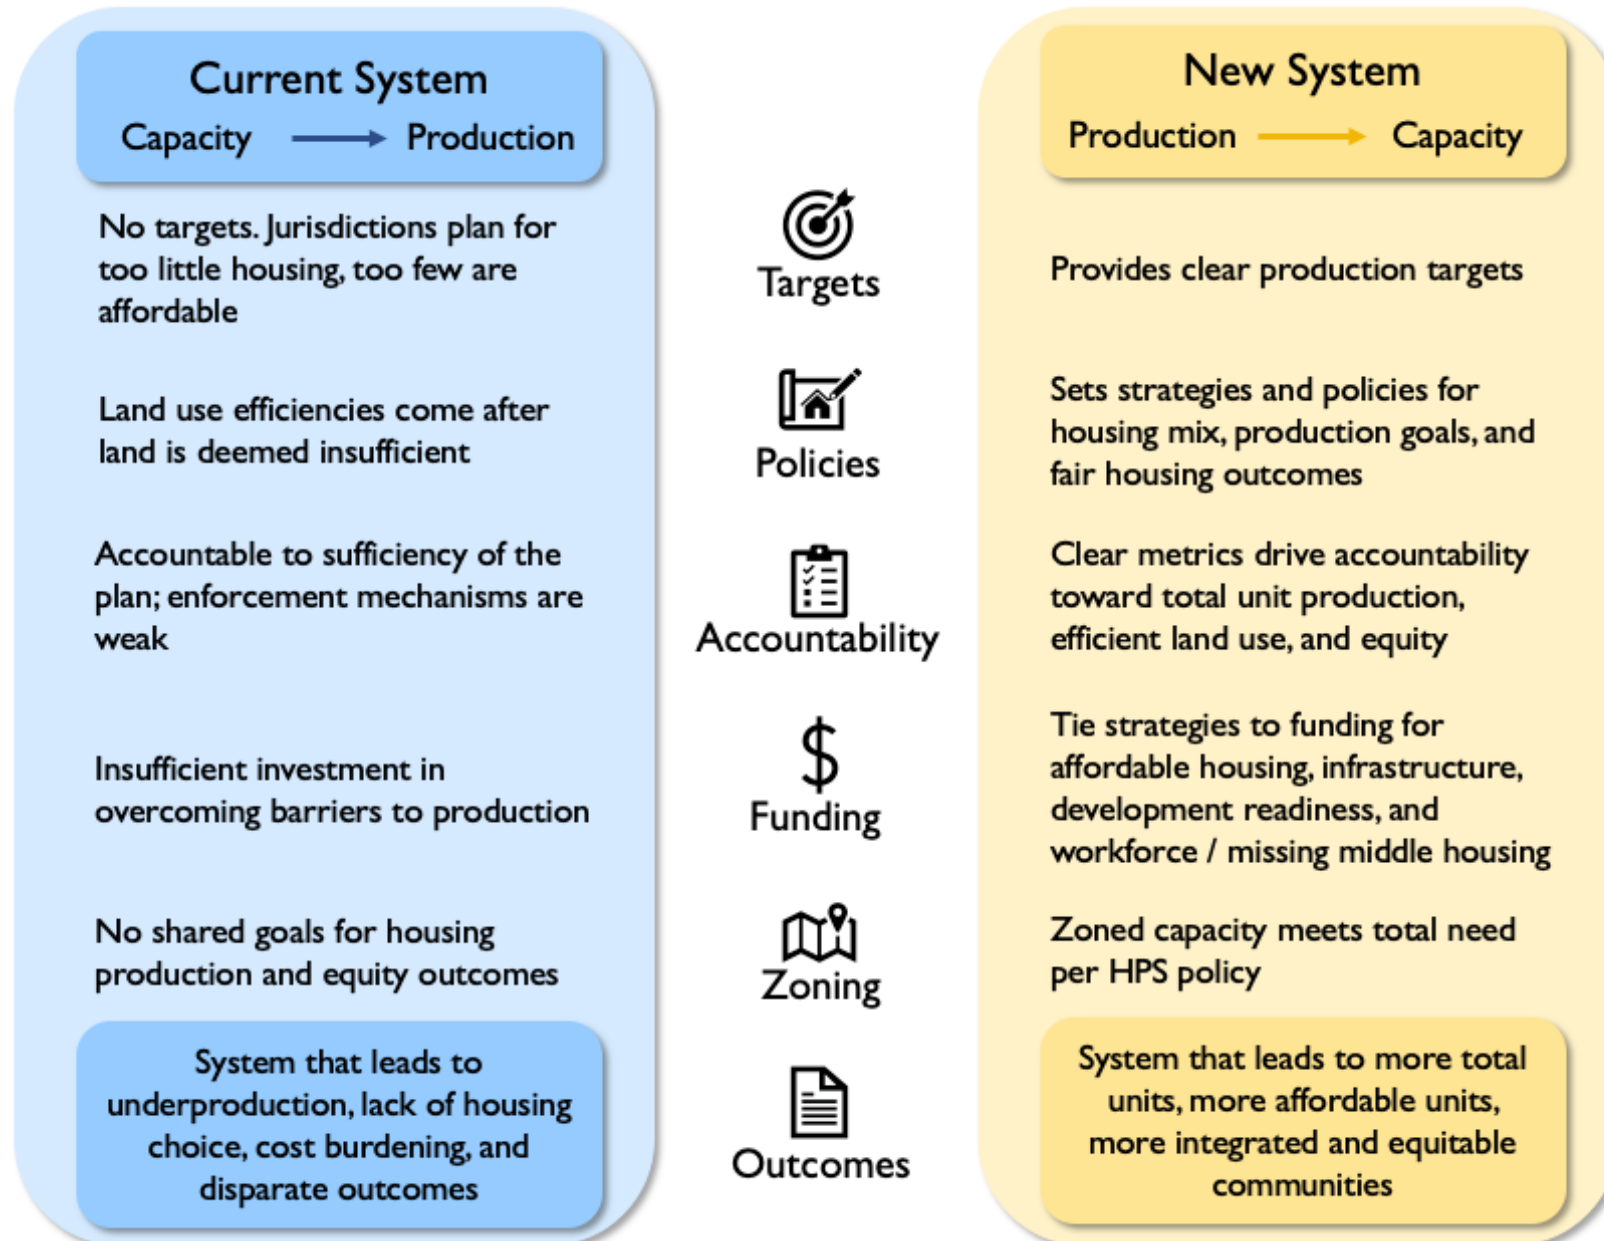 Current System
Capacity → Production
No targets. Jurisdictions plan for
too little housing, too few are
affordable
Land use efficiencies come after
land is deemed insufficient
Accountable to sufficiency of the
plan; enforcement mechanisms are
weak
Insufficient investment in
overcoming barriers to production
No shared goals for housing
production and equity outcomes
System that leads to
underproduction, lack of housing
choice, cost burdening, and
disparate outcomes
Targets
Policies
Accountability
$
Funding
Zoning
Outcomes
New System
Production → Capacity
Provides clear production targets
Sets strategies and policies for
housing mix, production goals, and
fair housing outcomes
Clear metrics drive accountability
toward total unit production,
efficient land use, and equity
Tie strategies to funding for
affordable housing, infrastructure,
development readiness, and
workforce / missing middle housing
Zoned capacity meets total need
per HPS policy
System that leads to more total
units, more affordable units,
more integrated and equitable
communities